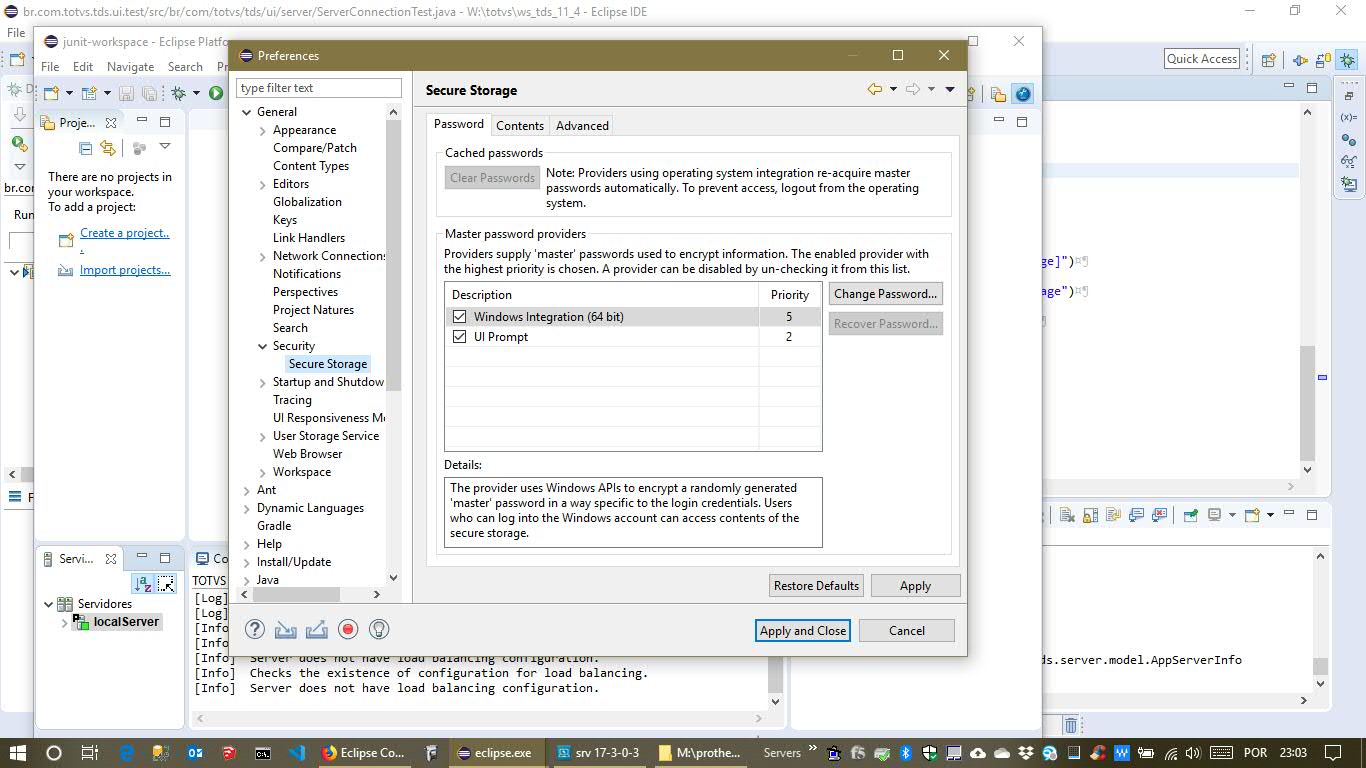 br.com.totvs.tds.ui.test/src/br/com/totvs/tds/ui/server/ServerConnectionTest.java - W:\totvs\ws_tds_11_4 - Eclipse IDE
File
junit-workspace - Eclipse Platfo
File Edit Navigate Search Pr
Quick Access
Preferences
type filter text
General
Appearance
Compare/Patch
Content Types
Editors
Globalization
Keys
Link Handlers
Network Connections
Notifications
Perspectives
Project Natures
Search
Security
Secure Storage
Startup and Shutdow
Tracing
UI Responsiveness M
User Storage Service
Web Browser
Workspace
Ant
Dynamic Languages
Gradle
Help
Install/Update
Java
Secure Storage
Password Contents Advanced
Cached passwords
Clear Passwords
Note: Providers using operating system integration re-acquire master
passwords automatically. To prevent access, logout from the operating
system.
Master password providers
Providers supply 'master' passwords used to encrypt information. The enabled provider with
the highest priority is chosen. A provider can be disabled by un-checking it from this list.
Description Priority
Windows Integration (64 bit) 5
UI Prompt 2
Change Password...
Recover Password...
Details:
The provider uses Windows APIs to encrypt a randomly generated
'master' password in a way specific to the login credentials. Users
who can log into the Windows account can access contents of the
secure storage.
Restore Defaults Apply
Apply and Close Cancel
D
Proje...
There are no projects in
your workspace.
To add a project:
Create a project..
.
Import projects...
br.com
Run
F
(x)=
ge]")¤¶
age")¤¶
¶
Servi...
Servidores
localServer
Co
TOTVS
[Log]
[Log]
[Info
[Info
[Info] Server does not have load balancing configuration.
[Info] Checks the existence of configuration for load balancing.
[Info] Server does not have load balancing configuration.
ds.server.model.AppServerInfo
Eclipse Co... eclipse.exe srv 17-3-0-3 M:\prothe... Servers » POR 23:03